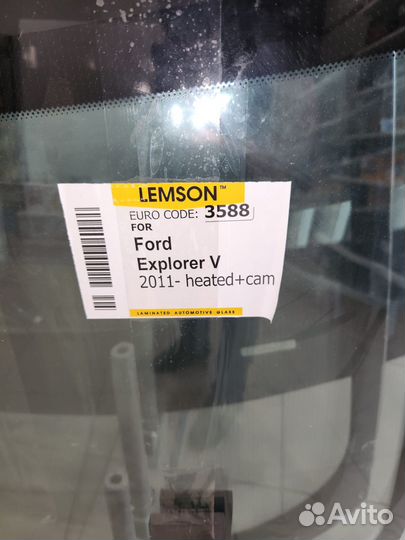 LEMSON™
EURO CODE: 3588
FOR
Ford
Explorer V
2011- heated+cam
LAMINATED AUTOMOTIVE GLASS
Avito